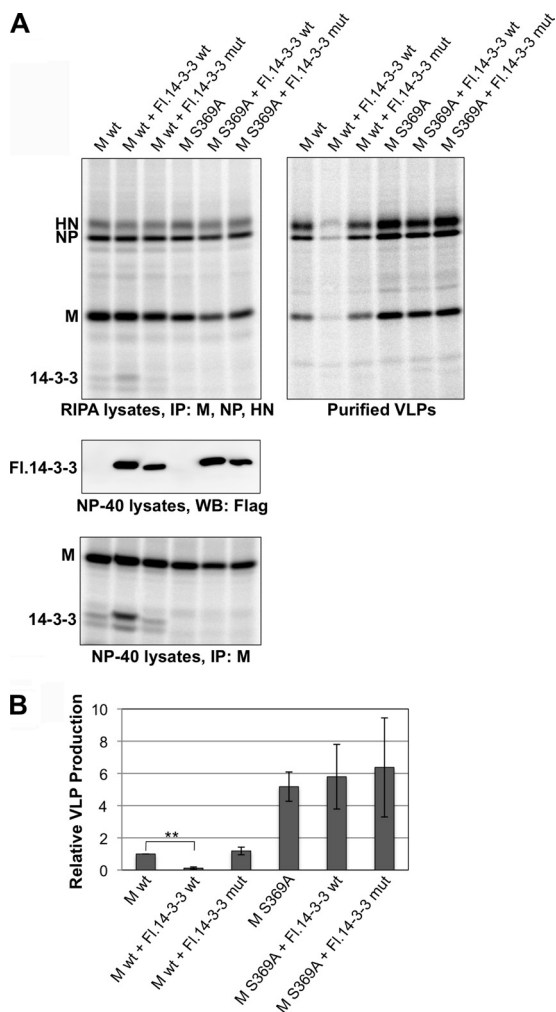 A
M wt
M wt + Fl.14-3-3 wt
M wt + Fl.14-3-3 mut
M S369A
M S369A + Fl.14-3-3 wt
M S369A + Fl.14-3-3 mut
M wt
M wt + Fl.14-3-3 wt
M wt + Fl.14-3-3 mut
M S369A
M S369A + Fl.14-3-3 wt
M S369A + Fl.14-3-3 mut
HN
NP
M
14-3-3
RIPA lysates, IP: M, NP, HN
Purified VLPs
Fl.14-3-3
NP-40 lysates, WB: Flag
M
14-3-3
NP-40 lysates, IP: M
B
Relative VLP Production
10
8
6
4
2
0
**
M wt
M wt + Fl.14-3-3 wt
M wt + Fl.14-3-3 mut
M S369A
M S369A + Fl.14-3-3 wt
M S369A + Fl.14-3-3 mut